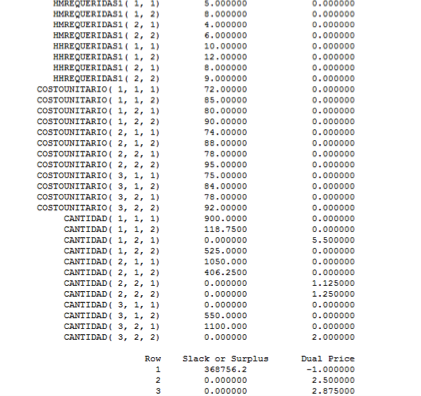 HMREQUERIDAS1( 1, 1) 5.000000 0.000000
HMREQUERIDAS1( 1, 2) 8.000000 0.000000
HMREQUERIDAS1( 2, 1) 4.000000 0.000000
HMREQUERIDAS1( 2, 2) 6.000000 0.000000
HHREQUERIDAS1( 1, 1) 10.00000 0.000000
HHREQUERIDAS1( 1, 2) 12.00000 0.000000
HHREQUERIDAS1( 2, 1) 8.000000 0.000000
HHREQUERIDAS1( 2, 2) 9.000000 0.000000
COSTOUNITARIO( 1, 1, 1) 72.00000 0.000000
COSTOUNITARIO( 1, 1, 2) 85.00000 0.000000
COSTOUNITARIO( 1, 2, 1) 80.00000 0.000000
COSTOUNITARIO( 1, 2, 2) 90.00000 0.000000
COSTOUNITARIO( 2, 1, 1) 74.00000 0.000000
COSTOUNITARIO( 2, 1, 2) 88.00000 0.000000
COSTOUNITARIO( 2, 2, 1) 78.00000 0.000000
COSTOUNITARIO( 2, 2, 2) 95.00000 0.000000
COSTOUNITARIO( 3, 1, 1) 75.00000 0.000000
COSTOUNITARIO( 3, 1, 2) 84.00000 0.000000
COSTOUNITARIO( 3, 2, 1) 78.00000 0.000000
COSTOUNITARIO( 3, 2, 2) 92.00000 0.000000
CANTIDAD( 1, 1, 1) 900.0000 0.000000
CANTIDAD( 1, 1, 2) 118.7500 0.000000
CANTIDAD( 1, 2, 1) 0.000000 5.500000
CANTIDAD( 1, 2, 2) 525.0000 0.000000
CANTIDAD( 2, 1, 1) 1050.000 0.000000
CANTIDAD( 2, 1, 2) 406.2500 0.000000
CANTIDAD( 2, 2, 1) 0.000000 1.125000
CANTIDAD( 2, 2, 2) 0.000000 1.250000
CANTIDAD( 3, 1, 1) 0.000000 0.000000
CANTIDAD( 3, 1, 2) 550.0000 0.000000
CANTIDAD( 3, 2, 1) 1100.000 0.000000
CANTIDAD( 3, 2, 2) 0.000000 2.000000
Row Slack or Surplus Dual Price
1 368756.2 -1.000000
2 0.000000 2.500000
3 0.000000 2.875000